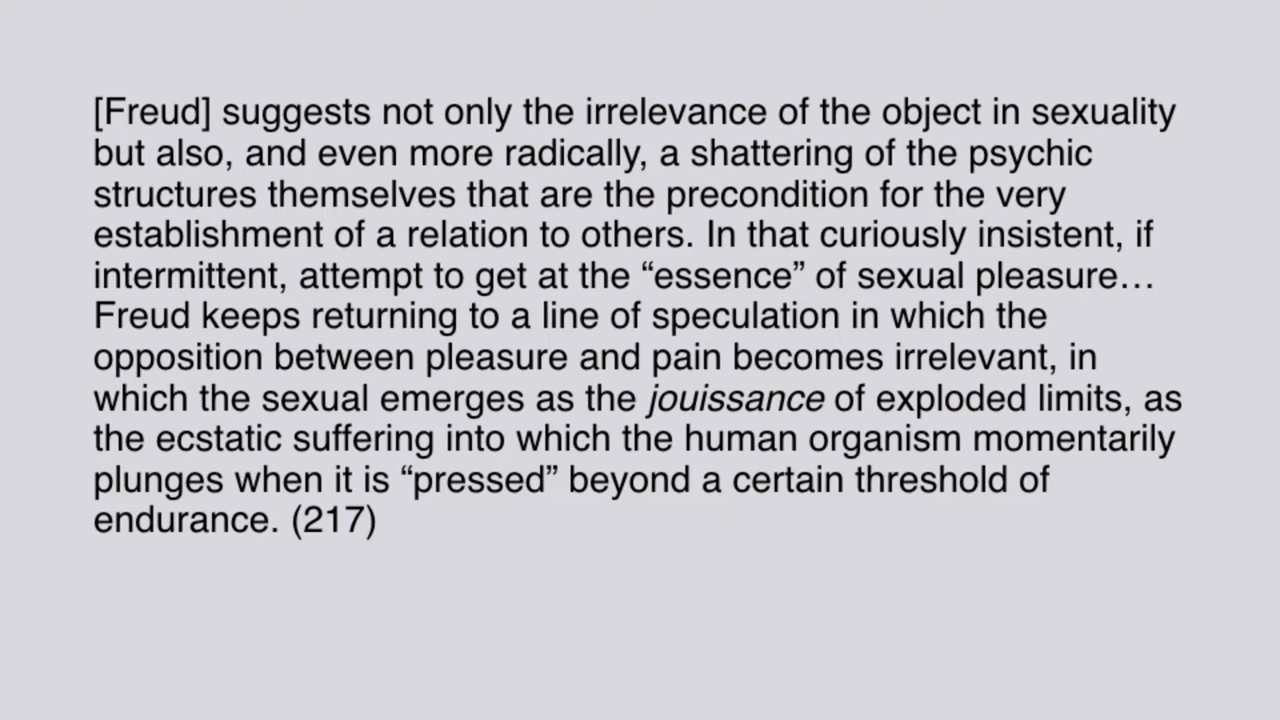 [Freud] suggests not only the irrelevance of the object in sexuality
but also, and even more radically, a shattering of the psychic
structures themselves that are the precondition for the very
establishment of a relation to others. In that curiously insistent, if
intermittent, attempt to get at the “essence” of sexual pleasure…
Freud keeps returning to a line of speculation in which the
opposition between pleasure and pain becomes irrelevant, in
which the sexual emerges as the jouissance of exploded limits, as
the ecstatic suffering into which the human organism momentarily
plunges when it is “pressed” beyond a certain threshold of
endurance. (217)